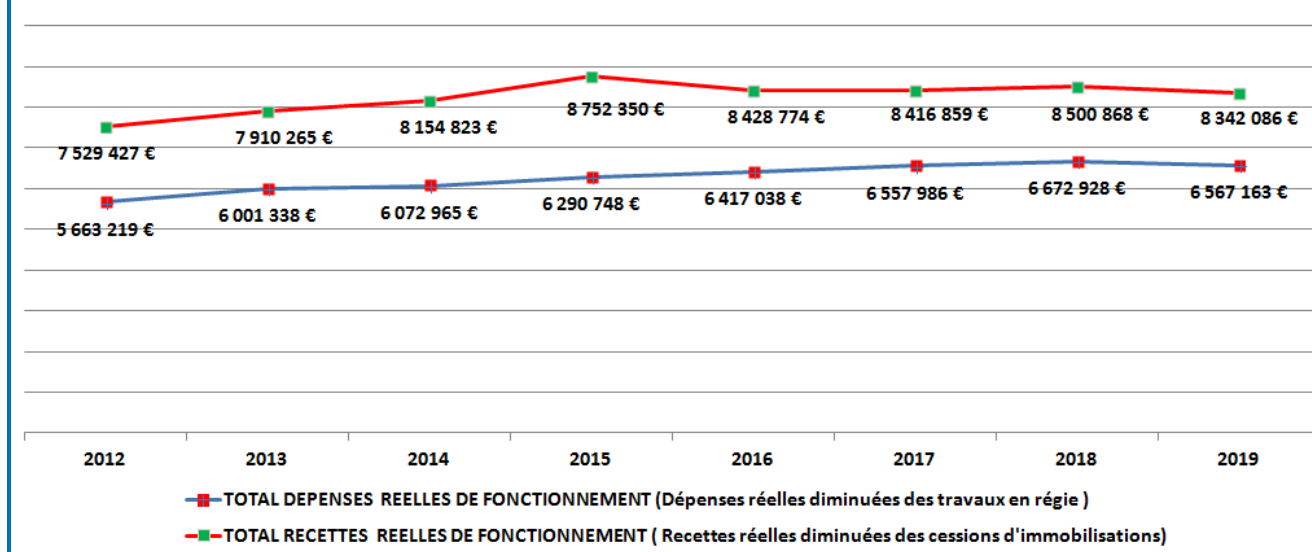 8 752 350 €
8 428 774 €
8 416 859 €
8 500 868 €
8 342 086 €
8 154 823 €
7 910 265 €
7 529 427 €
5 663 219 €
6 001 338 €
6 072 965 €
6 290 748 €
6 417 038 €
6 557 986 €
6 672 928 €
6 567 163 €
2012 2013 2014 2015 2016 2017 2018 2019
TOTAL DEPENSES REELLES DE FONCTIONNEMENT (Dépenses réelles diminuées des travaux en régie )
TOTAL RECETTES REELLES DE FONCTIONNEMENT ( Recettes réelles diminuées des cessions d'immobilisations)